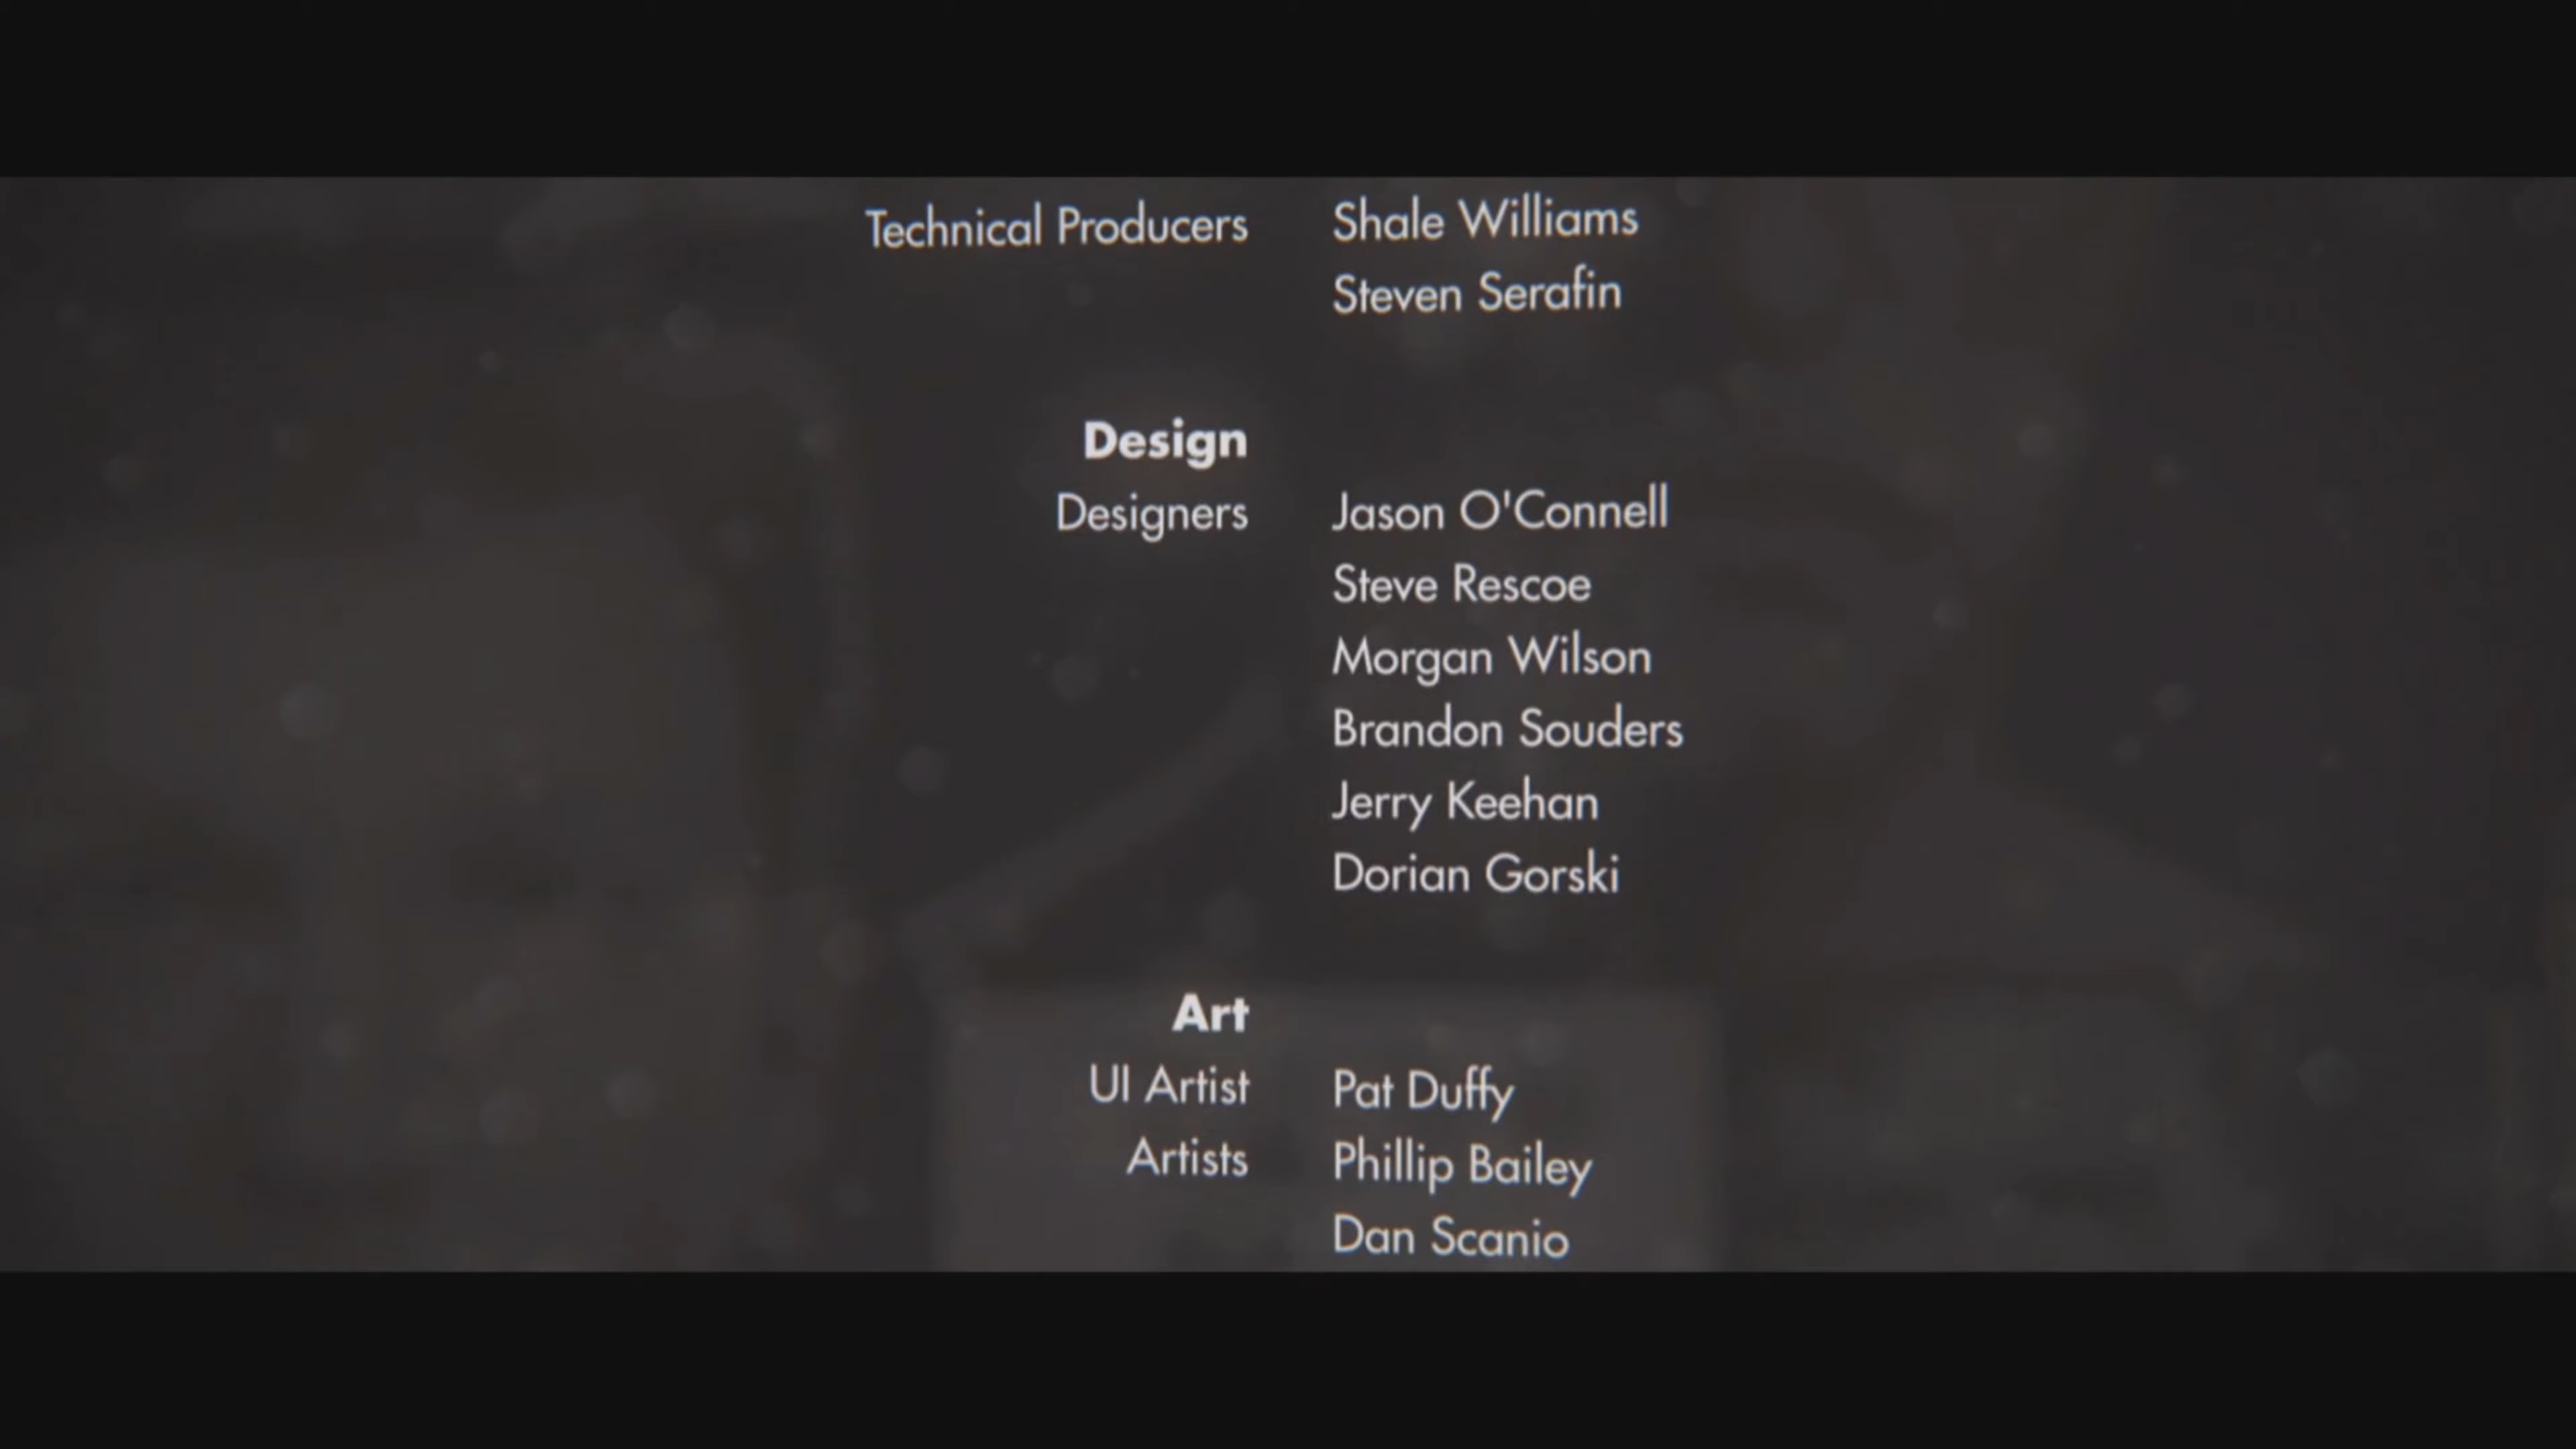 Technical Producers Shale Williams
Steven Serafin
Design
Designers Jason O'Connell
Steve Rescoe
Morgan Wilson
Brandon Souders
Jerry Keehan
Dorian Gorski
Art
UI Artist Pat Duffy
Artists Phillip Bailey
Dan Scanio